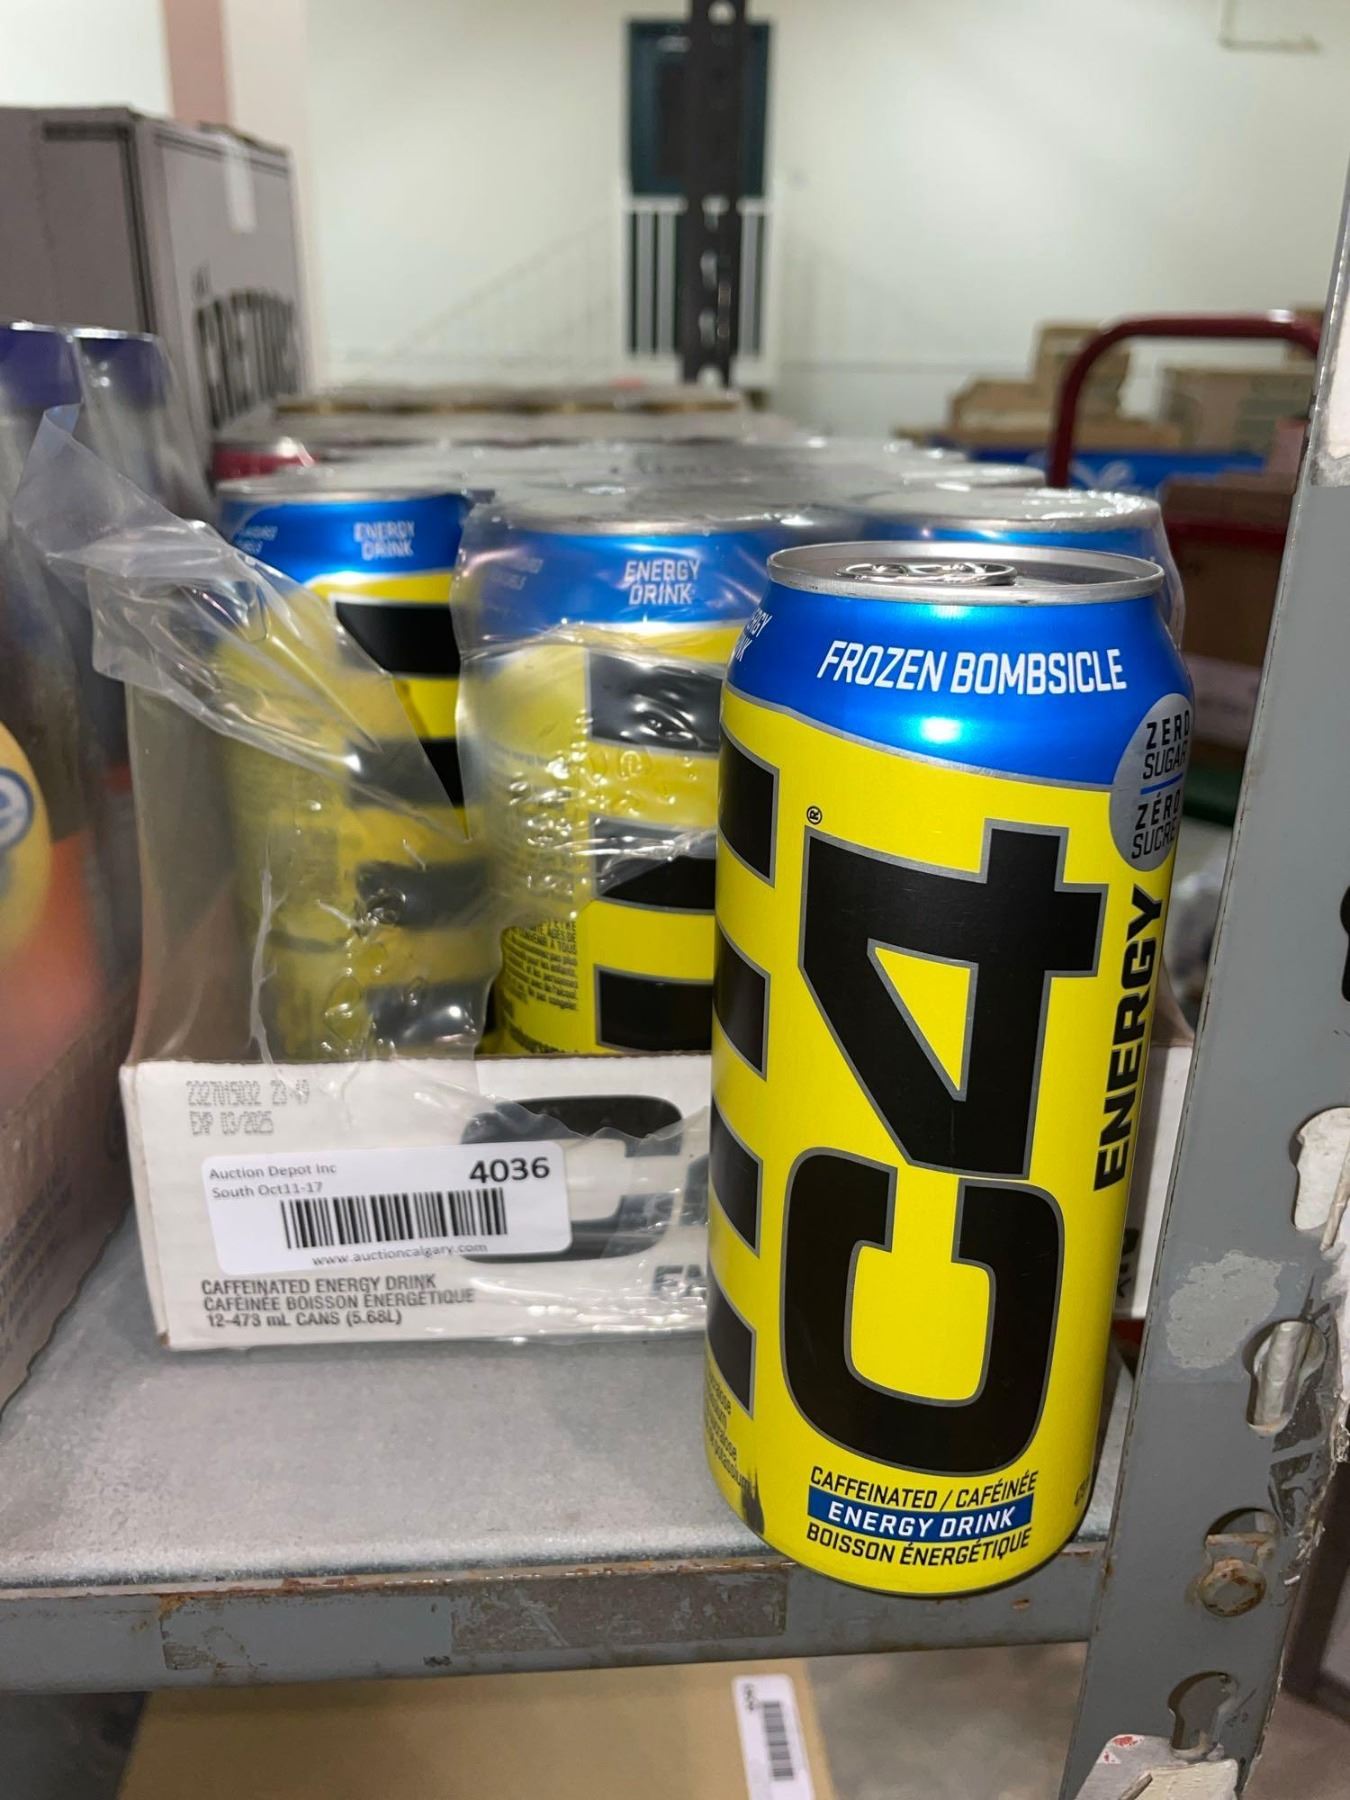 ENERGY
DRINK
ENERGY
DRINK
FROZEN BOMBSICLE
ZERO
SUGAR
ZÉRO
SUCRE
®
C4
ENERGY
CAFFEINATED / CAFÉINÉE
ENERGY DRINK
BOISSON ÉNERGÉTIQUE
EXP 03/2025
Auction Depot Inc
4036
South Oct11-17
www.auctioncalgary.com
CAFFEINATED ENERGY DRINK
CAFÉINÉE BOISSON ÉNERGÉTIQUE
12-473 mL CANS (5.68L)